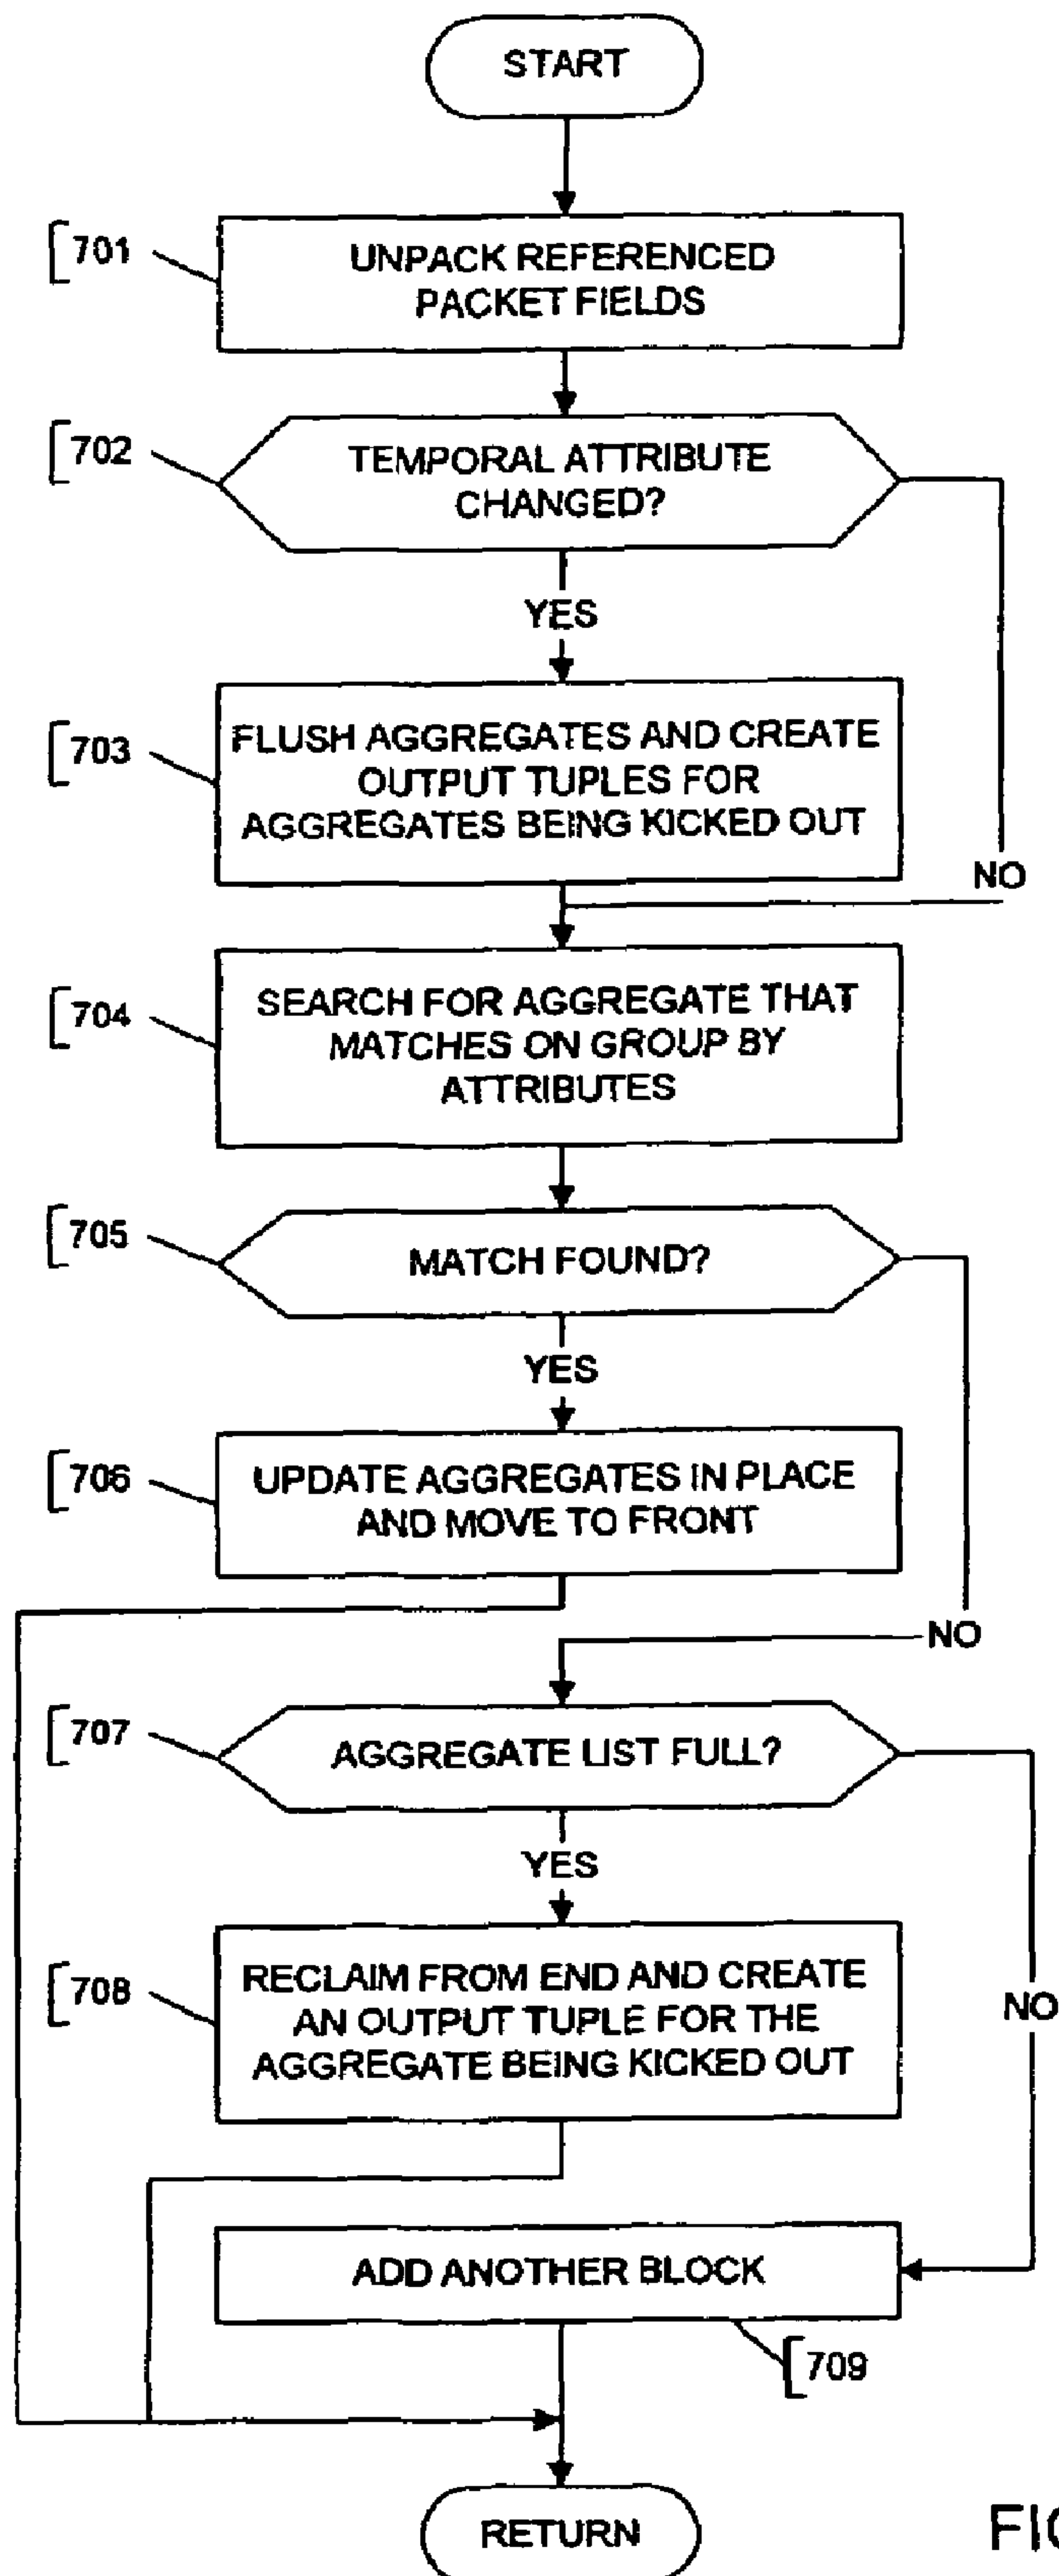 START
[701
UNPACK REFERENCED
PACKET FIELDS
[702
TEMPORAL ATTRIBUTE
CHANGED?
YES
[703
FLUSH AGGREGATES AND CREATE
OUTPUT TUPLES FOR
AGGREGATES BEING KICKED OUT
NO
[704
SEARCH FOR AGGREGATE THAT
MATCHES ON GROUP BY
ATTRIBUTES
[705
MATCH FOUND?
YES
[706
UPDATE AGGREGATES IN PLACE
AND MOVE TO FRONT
NO
[707
AGGREGATE LIST FULL?
YES
[708
RECLAIM FROM END AND CREATE
AN OUTPUT TUPLE FOR THE
AGGREGATE BEING KICKED OUT
NO
ADD ANOTHER BLOCK
[709
RETURN